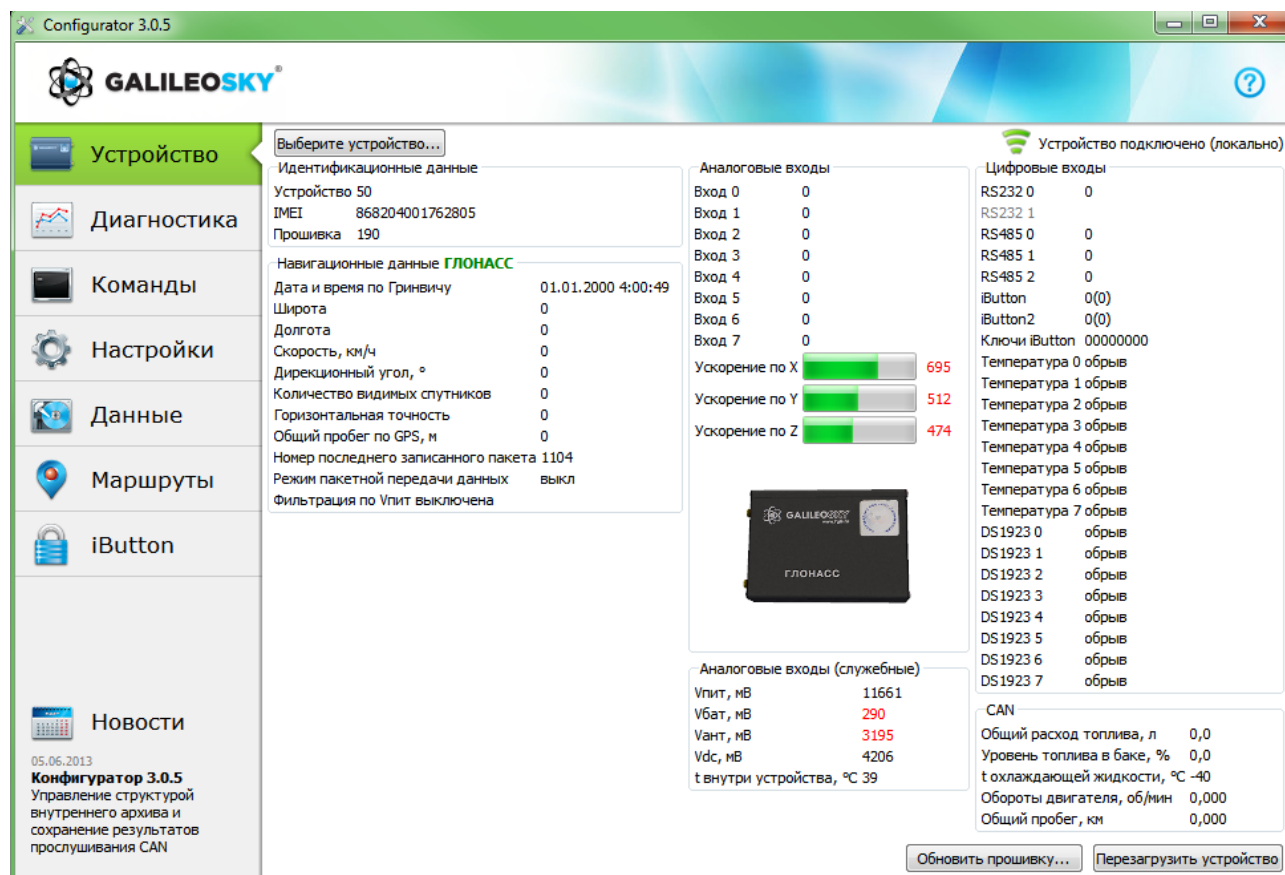 Configurator 3.0.5
GALILEOSKY®
?
Устройство
Диагностика
Команды
Настройки
Данные
Маршруты
iButton
Новости
05.06.2013
Конфигуратор 3.0.5
Управление структурой
внутреннего архива и
сохранение результатов
прослушивания CAN
Выберите устройство...
Устройство подключено (локально)
Идентификационные данные
Устройство 50
IMEI 868204001762805
Прошивка 190
Навигационные данные ГЛОНАСС
Дата и время по Гринвичу 01.01.2000 4:00:49
Широта 0
Долгота 0
Скорость, км/ч 0
Дирекционный угол, ° 0
Количество видимых спутников 0
Горизонтальная точность 0
Общий пробег по GPS, м 0
Номер последнего записанного пакета 1104
Режим пакетной передачи данных выкл
Фильтрация по Vпит выключена
Аналоговые входы
Вход 0 0
Вход 1 0
Вход 2 0
Вход 3 0
Вход 4 0
Вход 5 0
Вход 6 0
Вход 7 0
Ускорение по X 695
Ускорение по Y 512
Ускорение по Z 474
GALILEOSKY
ГЛОНАСС
Аналоговые входы (служебные)
Vпит, мВ 11661
Vбат, мВ 290
Vант, мВ 3195
Vdc, мВ 4206
t внутри устройства, °C 39
Цифровые входы
RS232 0 0
RS232 1
RS485 0 0
RS485 1 0
RS485 2 0
iButton 0(0)
iButton2 0(0)
Ключи iButton 00000000
Температура 0 обрыв
Температура 1 обрыв
Температура 2 обрыв
Температура 3 обрыв
Температура 4 обрыв
Температура 5 обрыв
Температура 6 обрыв
Температура 7 обрыв
DS1923 0 обрыв
DS1923 1 обрыв
DS1923 2 обрыв
DS1923 3 обрыв
DS1923 4 обрыв
DS1923 5 обрыв
DS1923 6 обрыв
DS1923 7 обрыв
CAN
Общий расход топлива, л 0,0
Уровень топлива в баке, % 0,0
t охлаждающей жидкости, °C -40
Обороты двигателя, об/мин 0,000
Общий пробег, км 0,000
Обновить прошивку...
Перезагрузить устройство